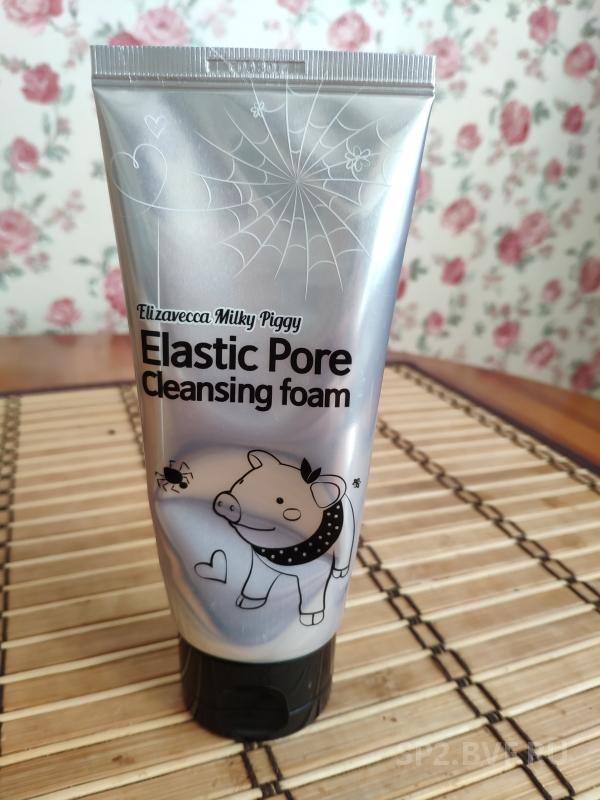 Elizavecca Milky Piggy
Elastic Pore
Cleansing foam
SP2.BVF.RU